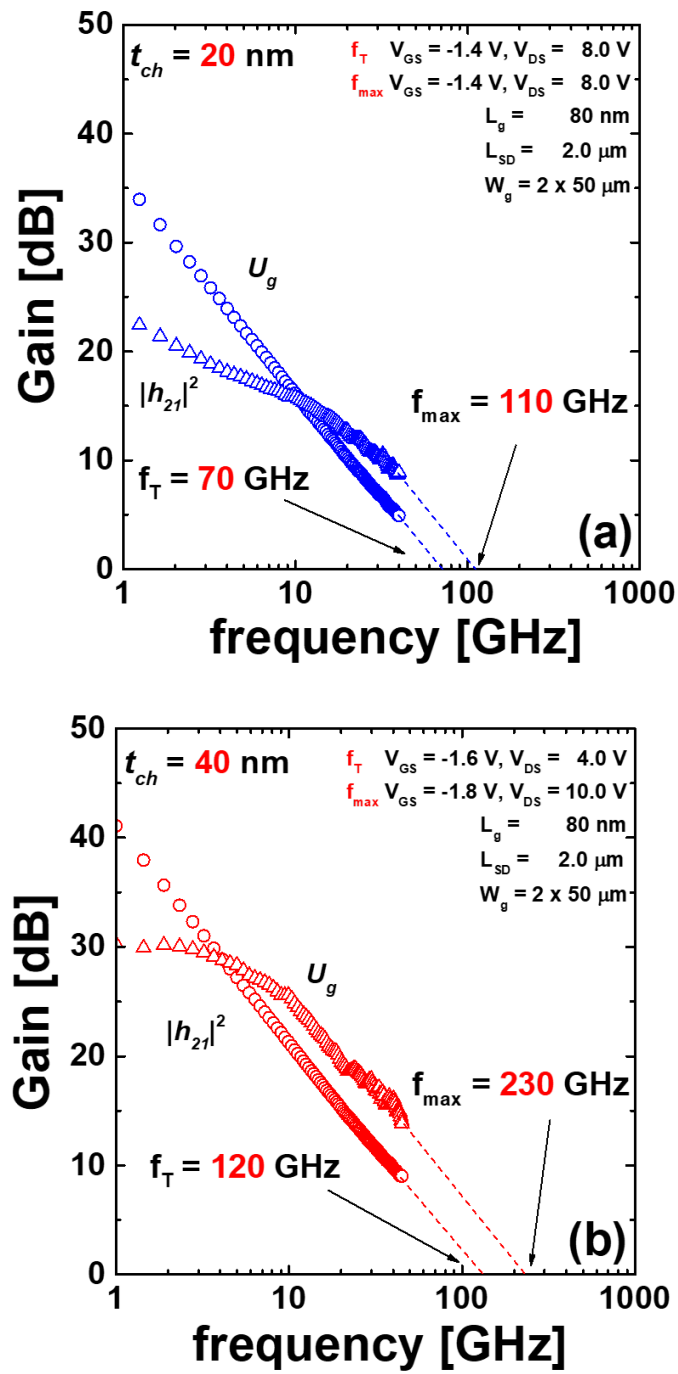 t_ch = 20 nm
f_T V_GS = -1.4 V, V_DS = 8.0 V
f_max V_GS = -1.4 V, V_DS = 8.0 V
L_g = 80 nm
L_SD = 2.0 μm
W_g = 2 x 50 μm
U_g
|h_21|^2
f_max = 110 GHz
f_T = 70 GHz
(a)
Gain [dB]
50
40
30
20
10
0
1
10
100
1000
frequency [GHz]
t_ch = 40 nm
f_T V_GS = -1.6 V, V_DS = 4.0 V
f_max V_GS = -1.8 V, V_DS = 10.0 V
L_g = 80 nm
L_SD = 2.0 μm
W_g = 2 x 50 μm
U_g
|h_21|^2
f_max = 230 GHz
f_T = 120 GHz
(b)
Gain [dB]
50
40
30
20
10
0
1
10
100
1000
frequency [GHz]